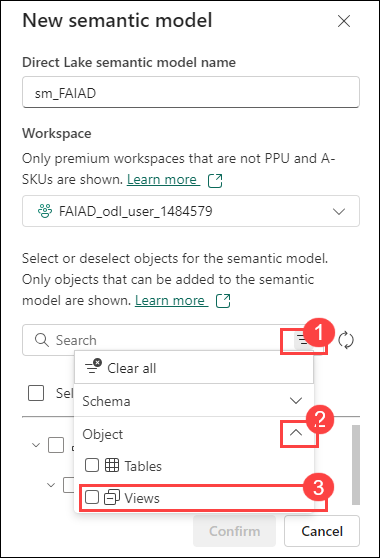 New semantic model
Direct Lake semantic model name
sm_FAIAD
Workspace
Only premium workspaces that are not PPU and A-
SKUs are shown. Learn more
FAIAD_odl_user_1484579
Select or deselect objects for the semantic model.
Only objects that can be added to the semantic
model are shown. Learn more
1
Search
Clear all
Sel
Schema
2
Object
Tables
3
Views
Confirm
Cancel